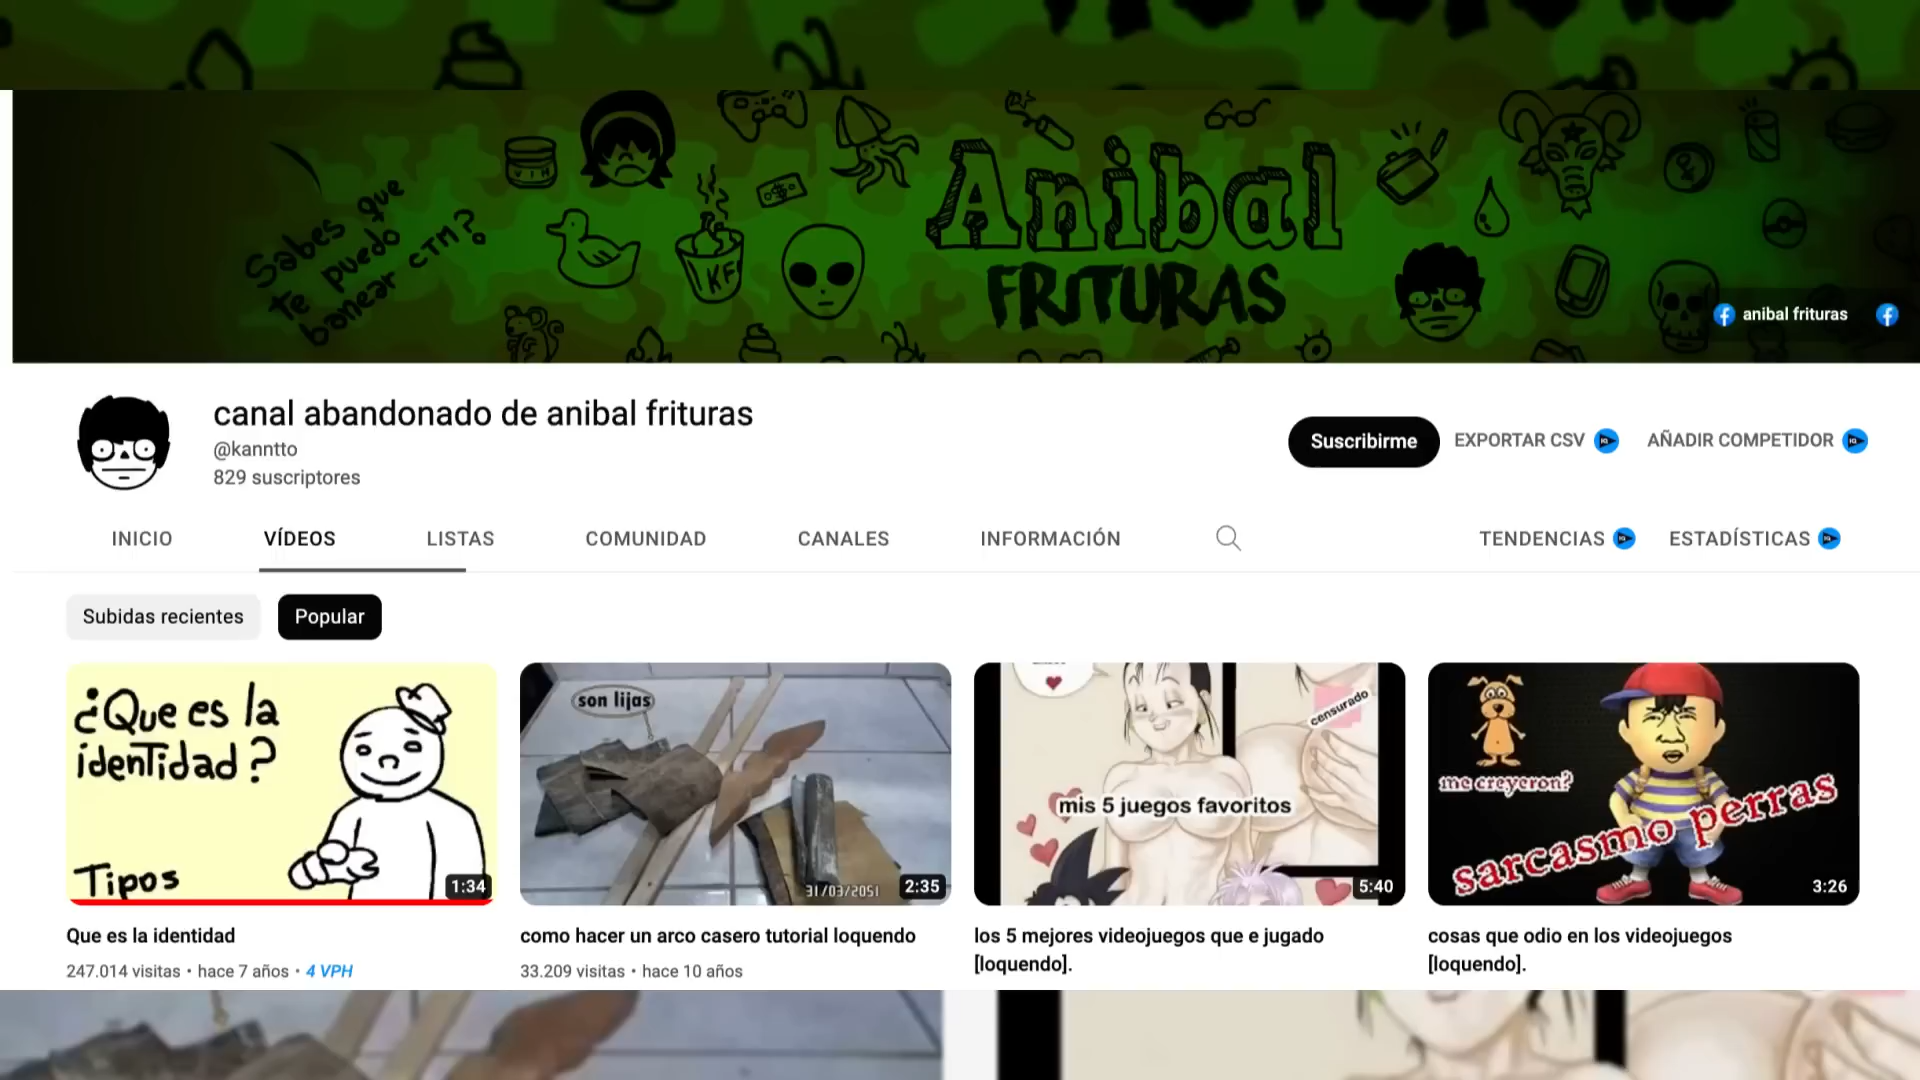 Sabes que
te puedo
banear CTM?
VIH
KF
Anibal
FRITURAS
anibal frituras
canal abandonado de anibal frituras
@kanntto
829 suscriptores
Suscribirme
EXPORTAR CSV
AÑADIR COMPETIDOR
INICIO
VÍDEOS
LISTAS
COMUNIDAD
CANALES
INFORMACIÓN
TENDENCIAS
ESTADÍSTICAS
Subidas recientes
Popular
¿Que es la
identidad?
Tipos
1:34
son lijas
31/03/2051
2:35
censurado
mis 5 juegos favoritos
5:40
me creyeron?
sarcasmo perras
3:26
Que es la identidad
247.014 visitas • hace 7 años • 4 VPH
como hacer un arco casero tutorial loquendo
33.209 visitas • hace 10 años
los 5 mejores videojuegos que e jugado
[loquendo].
cosas que odio en los videojuegos
[loquendo].